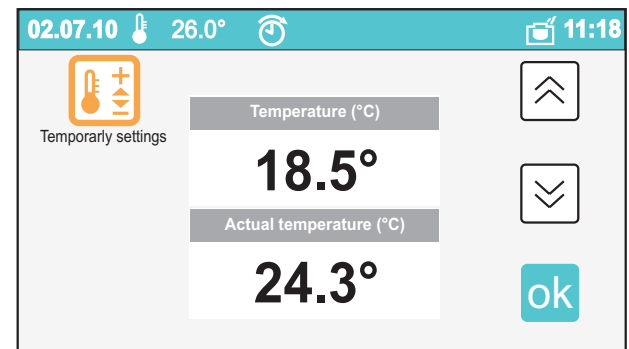 02.07.10 26.0° 11:18
Temporarly settings
Temperature (°C)
18.5°
Actual temperature (°C)
24.3°
ok